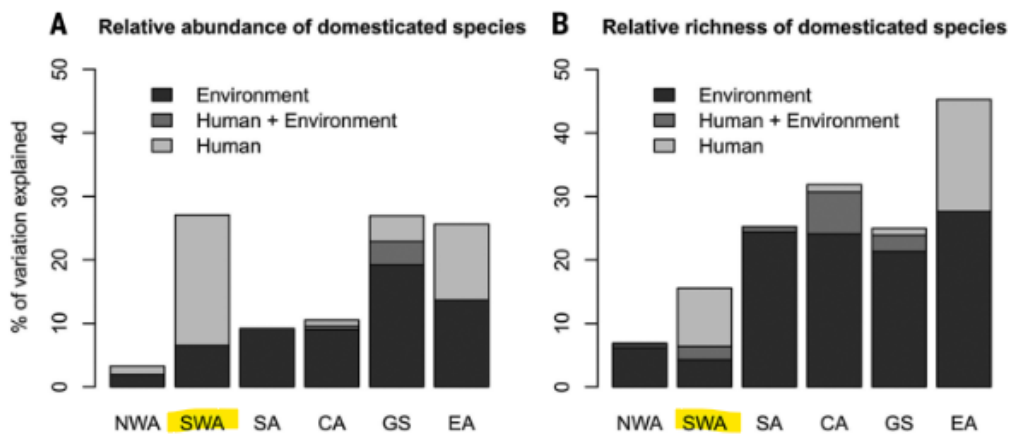 A Relative abundance of domesticated species
% of variation explained
50
40
30
20
10
0
Environment
Human + Environment
Human
NWA SWA SA CA GS EA
B Relative richness of domesticated species
50
40
30
20
10
0
Environment
Human + Environment
Human
NWA SWA SA CA GS EA